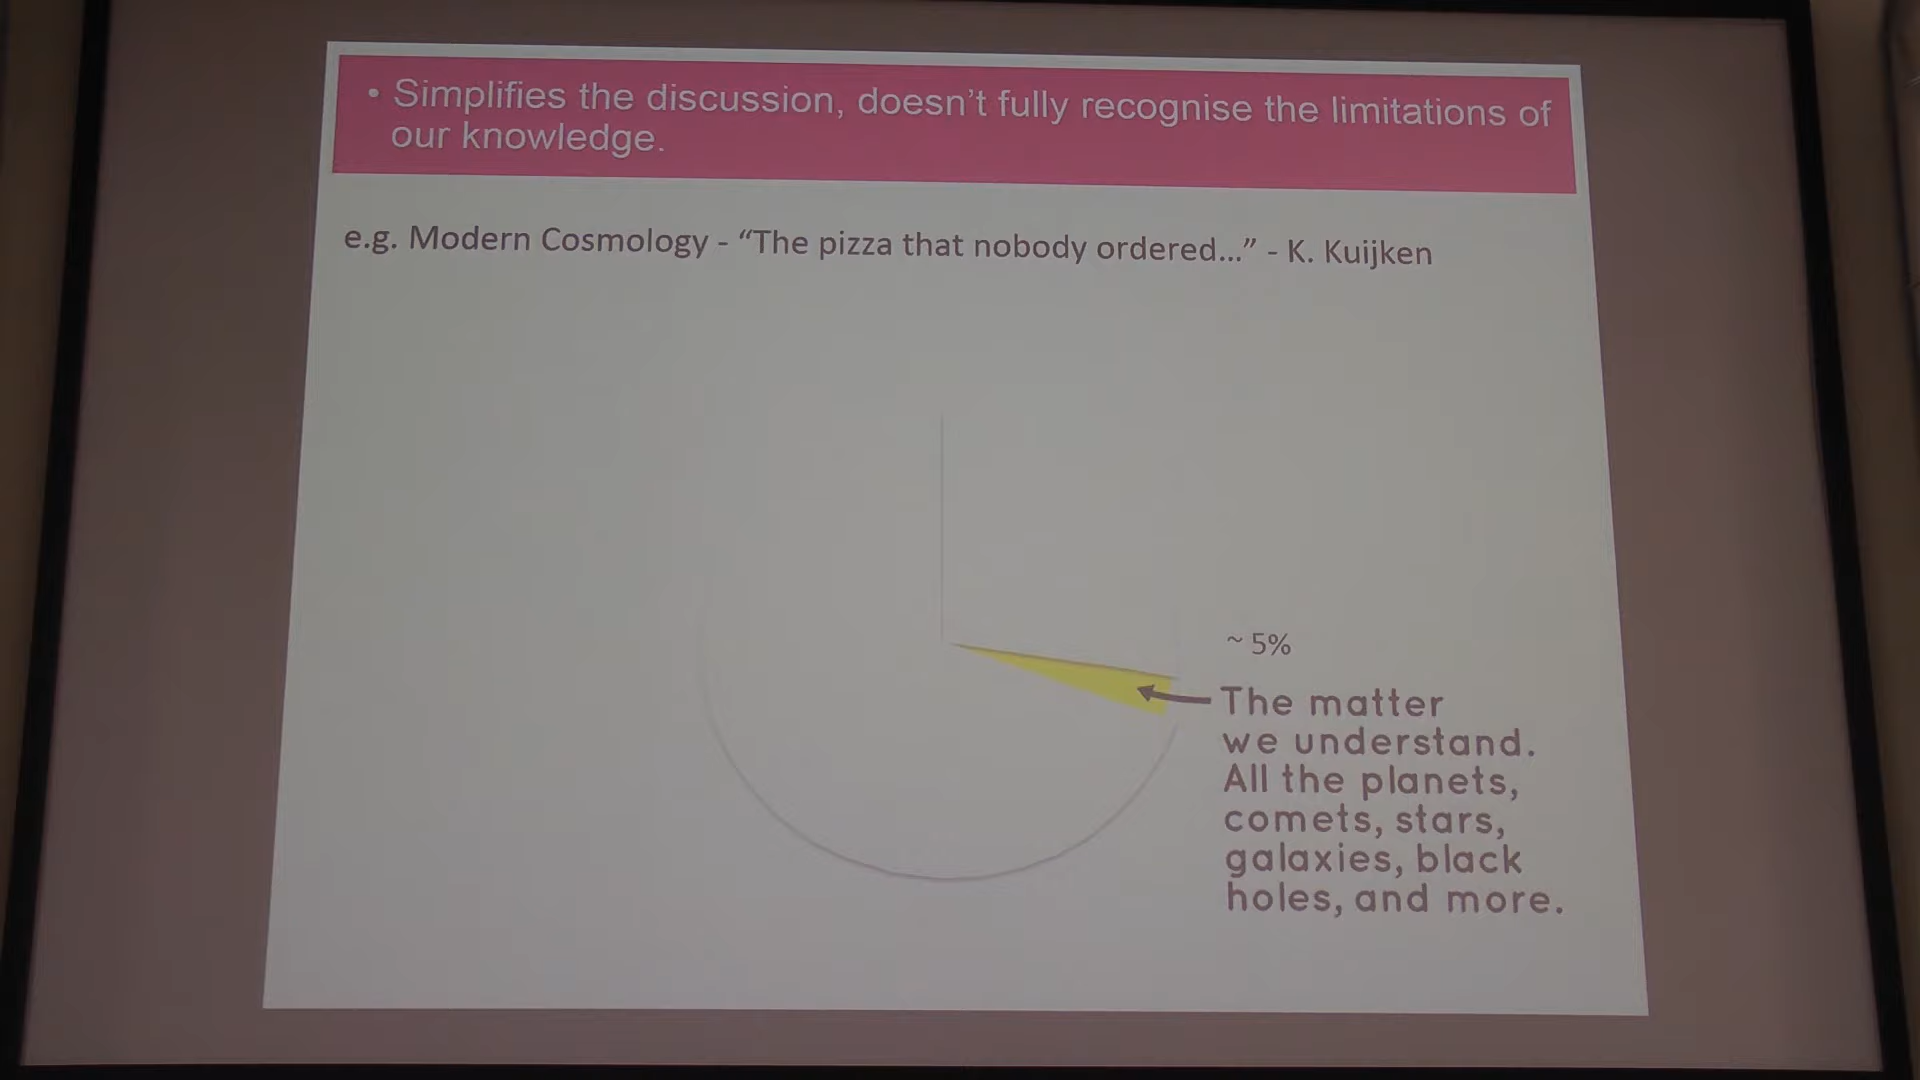 • Simplifies the discussion, doesn't fully recognise the limitations of
our knowledge.
e.g. Modern Cosmology - “The pizza that nobody ordered...” - K. Kuijken
~ 5%
The matter
we understand.
All the planets,
comets, stars,
galaxies, black
holes, and more.